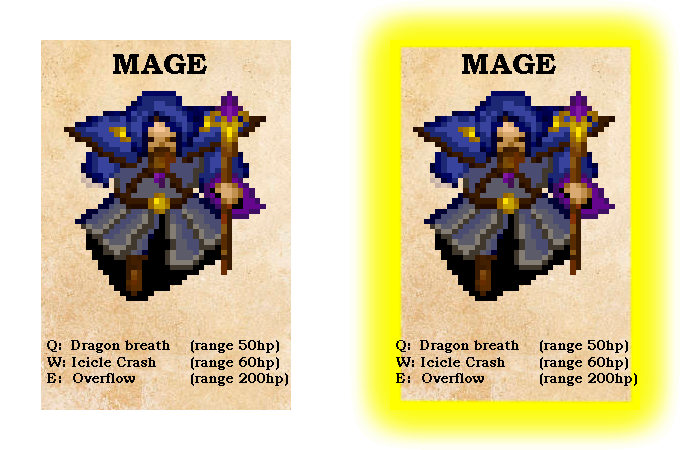 MAGE
Q: Dragon breath (range 50hp)
W: Icicle Crash (range 60hp)
E: Overflow (range 200hp)
MAGE
Q: Dragon breath (range 50hp)
W: Icicle Crash (range 60hp)
E: Overflow (range 200hp)